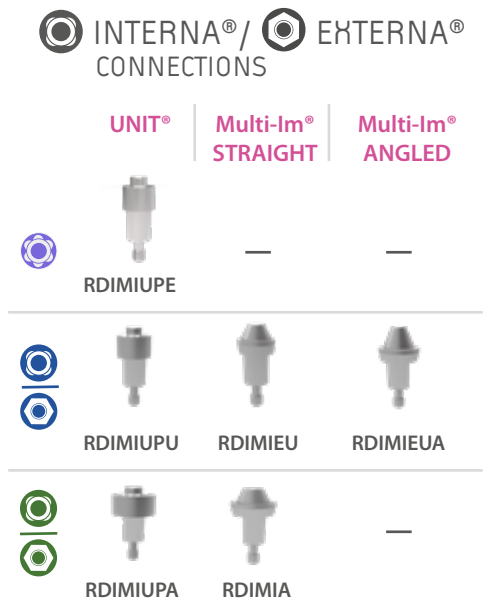 INTERNA®/ EXTERNA®
CONNECTIONS
UNIT® Multi-Im® Multi-Im®
STRAIGHT ANGLED
— —
RDIMIUPE
RDIMIUPU RDIMIEU RDIMIEUA
—
RDIMIUPA RDIMIA